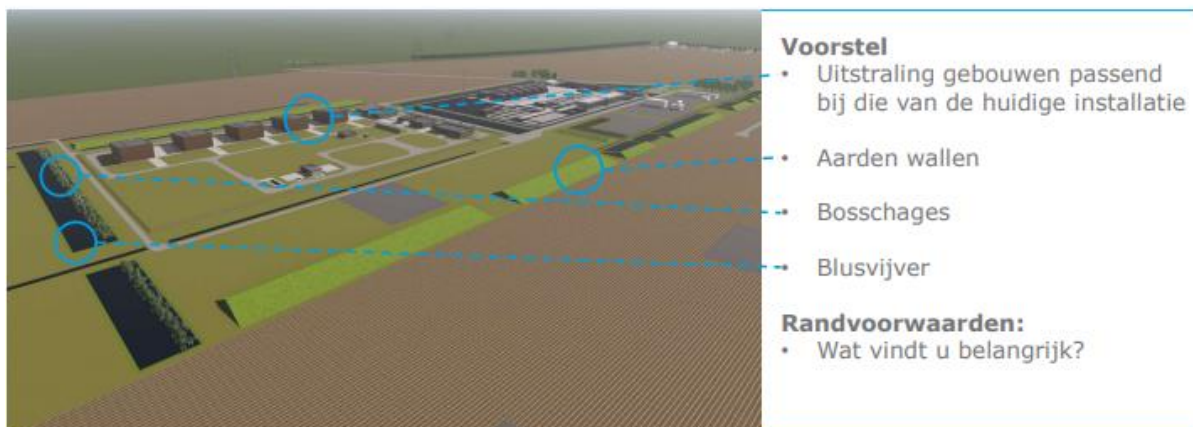 Voorstel
• Uitstraling gebouwen passend
bij die van de huidige installatie
• Aarden wallen
• Bosschages
• Blusvijver
Randvoorwaarden:
• Wat vindt u belangrijk?